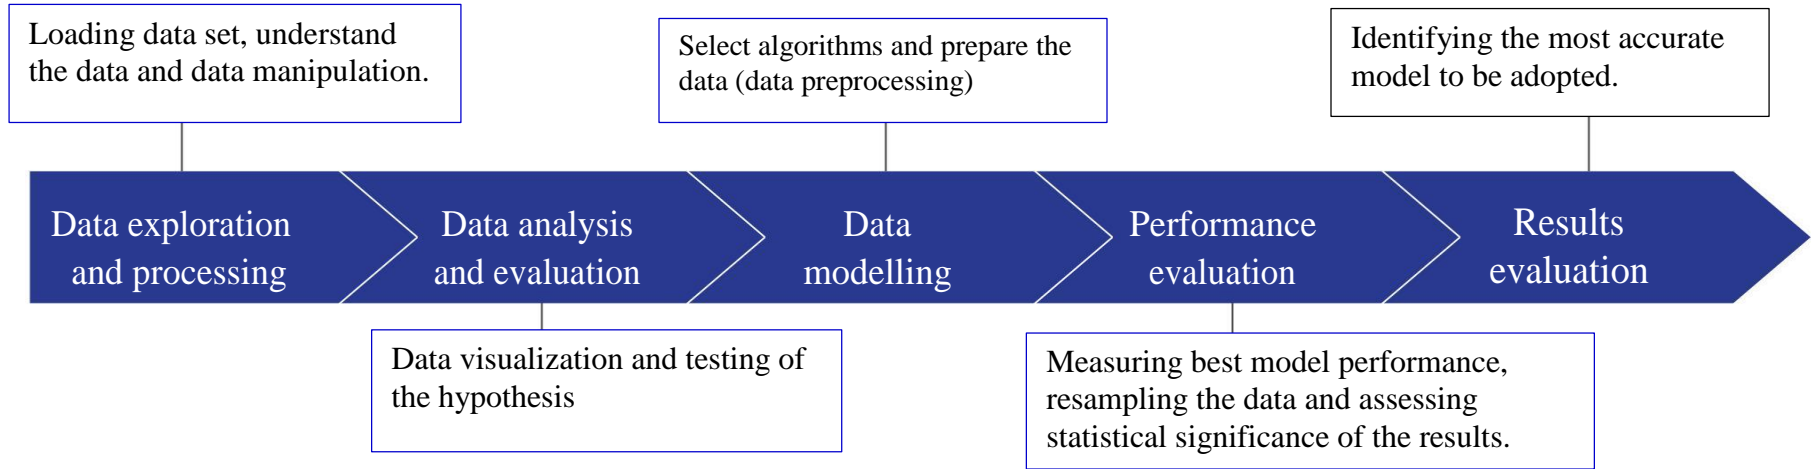 Loading data set, understand
the data and data manipulation.
Select algorithms and prepare the
data (data preprocessing)
Identifying the most accurate
model to be adopted.
Data exploration
and processing
Data analysis
and evaluation
Data
modelling
Performance
evaluation
Results
evaluation
Data visualization and testing of
the hypothesis
Measuring best model performance,
resampling the data and assessing
statistical significance of the results.